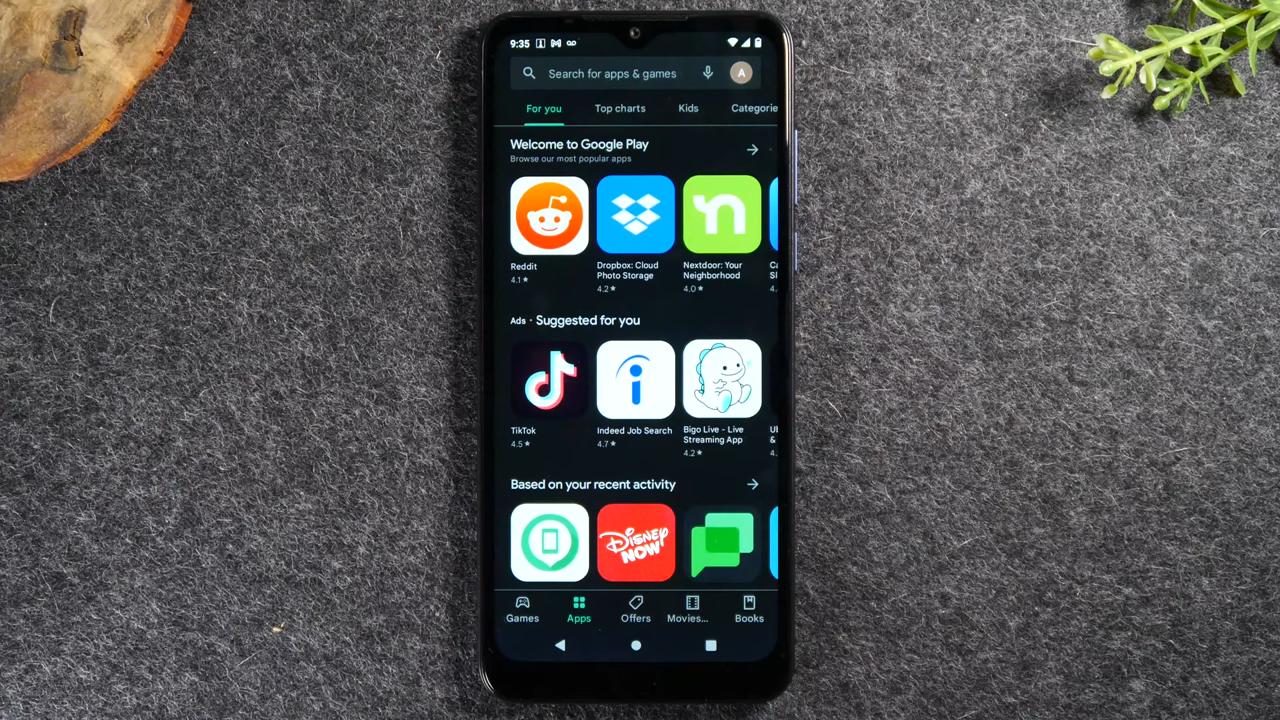 9:35
Search for apps & games
A
For you Top charts Kids Categorie
Welcome to Google Play
Browse our most popular apps
Reddit
4.1 ★
Dropbox: Cloud
Photo Storage
4.2 ★
Nextdoor: Your
Neighborhood
4.0 ★
Ca
4.
Ads · Suggested for you
TikTok
4.5 ★
Indeed Job Search
4.7 ★
Bigo Live - Live
Streaming App
4.2 ★
&
4.
Based on your recent activity
Disney
NOW
Games Apps Offers Movies... Books